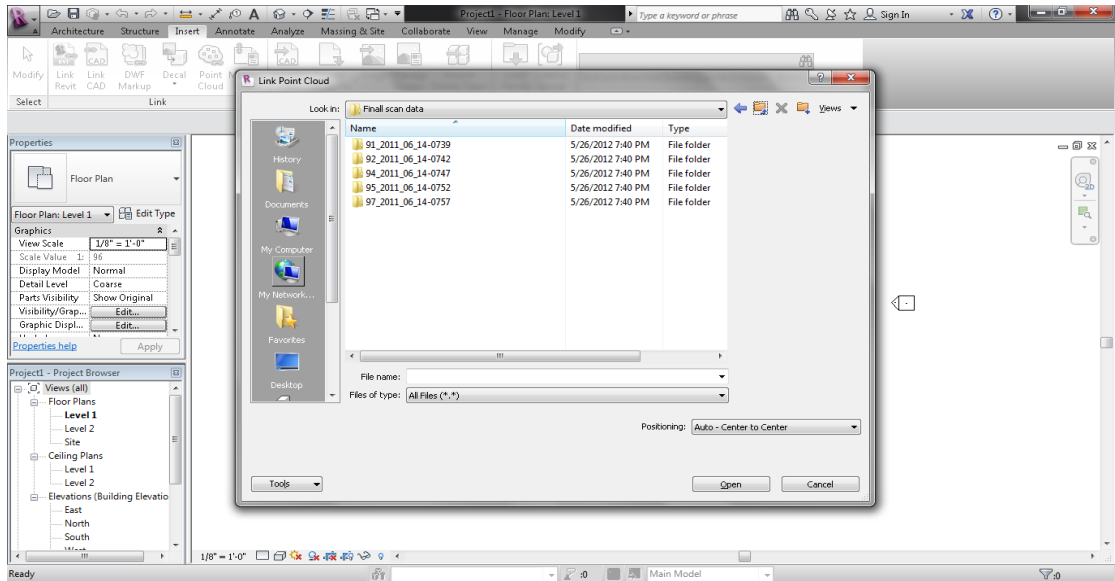 Project1 - Floor Plan: Level 1
Type a keyword or phrase
Sign In
Architecture Structure Insert Annotate Analyze Massing & Site Collaborate View Manage Modify
Modify
Link Revit
Link CAD
DWF Markup
Decal
Point Cloud
Select
Link
Link Point Cloud
Look in: Finall scan data
Views
Name Date modified Type
91_2011_06_14-0739 5/26/2012 7:40 PM File folder
92_2011_06_14-0742 5/26/2012 7:40 PM File folder
94_2011_06_14-0747 5/26/2012 7:40 PM File folder
95_2011_06_14-0752 5/26/2012 7:40 PM File folder
97_2011_06_14-0757 5/26/2012 7:40 PM File folder
History
Documents
My Computer
My Network...
Favorites
Desktop
File name:
Files of type: All Files (*.*)
Positioning: Auto - Center to Center
Tools
Open
Cancel
Properties
Floor Plan
Floor Plan: Level 1
Edit Type
Graphics
View Scale 1/8" = 1'-0"
Scale Value 1: 96
Display Model Normal
Detail Level Coarse
Parts Visibility Show Original
Visibility/Grap... Edit...
Graphic Displ... Edit...
Properties help
Apply
Project1 - Project Browser
Views (all)
Floor Plans
Level 1
Level 2
Site
Ceiling Plans
Level 1
Level 2
Elevations (Building Elevatio
East
North
South
West
1/8" = 1'-0"
Ready
:0
Main Model
:0